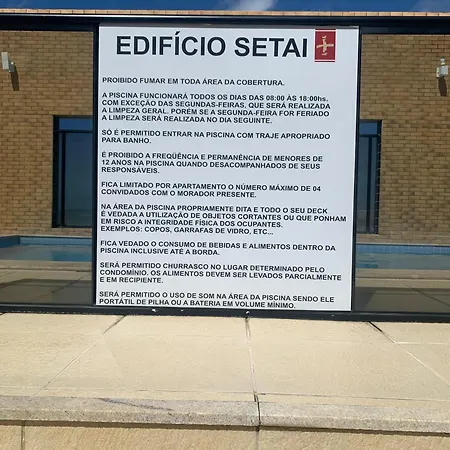 EDIFÍCIO SETAI
PROIBIDO FUMAR EM TODA ÁREA DA COBERTURA.
A PISCINA FUNCIONARÁ TODOS OS DIAS DAS 08:00 ÀS 18:00hs.
COM EXCEÇÃO DAS SEGUNDAS-FEIRAS, QUE SERÁ REALIZADA
A LIMPEZA GERAL. PORÉM SE A SEGUNDA-FEIRA FOR FERIADO
A LIMPEZA SERÁ REALIZADA NO DIA SEGUINTE.
SÓ É PERMITIDO ENTRAR NA PISCINA COM TRAJE APROPRIADO
PARA BANHO.
É PROIBIDO A FREQÜÊNCIA E PERMANÊNCIA DE MENORES DE
12 ANOS NA PISCINA QUANDO DESACOMPANHADOS DE SEUS
RESPONSÁVEIS.
FICA LIMITADO POR APARTAMENTO O NÚMERO MÁXIMO DE 04
CONVIDADOS COM O MORADOR PRESENTE.
NA ÁREA DA PISCINA PROPRIAMENTE DITA E TODO O SEU DECK
É VEDADA A UTILIZAÇÃO DE OBJETOS CORTANTES OU QUE PONHAM
EM RISCO A INTEGRIDADE FÍSICA DOS OCUPANTES.
EXEMPLOS: COPOS, GARRAFAS DE VIDRO, ETC...
FICA VEDADO O CONSUMO DE BEBIDAS E ALIMENTOS DENTRO DA
PISCINA INCLUSIVE ATÉ A BORDA.
SERÁ PERMITIDO CHURRASCO NO LUGAR DETERMINADO PELO
CONDOMÍNIO. OS ALIMENTOS DEVEM SER LEVADOS PARCIALMENTE
E EM RECIPIENTE.
SERÁ PERMITIDO O USO DE SOM NA ÁREA DA PISCINA SENDO ELE
PORTÁTIL DE PILHA OU A BATERIA EM VOLUME MÍNIMO.